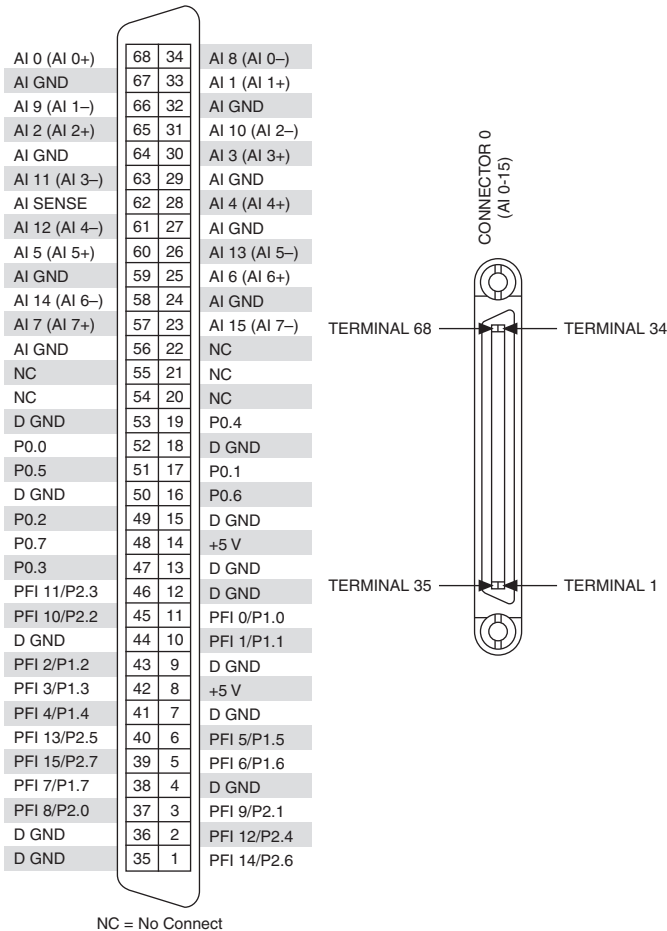 AI 0 (AI 0+) 68 34 AI 8 (AI 0–)
AI GND 67 33 AI 1 (AI 1+)
AI 9 (AI 1–) 66 32 AI GND
AI 2 (AI 2+) 65 31 AI 10 (AI 2–)
AI GND 64 30 AI 3 (AI 3+)
AI 11 (AI 3–) 63 29 AI GND
AI SENSE 62 28 AI 4 (AI 4+)
AI 12 (AI 4–) 61 27 AI GND
AI 5 (AI 5+) 60 26 AI 13 (AI 5–)
AI GND 59 25 AI 6 (AI 6+)
AI 14 (AI 6–) 58 24 AI GND
AI 7 (AI 7+) 57 23 AI 15 (AI 7–)
AI GND 56 22 NC
NC 55 21 NC
NC 54 20 NC
D GND 53 19 P0.4
P0.0 52 18 D GND
P0.5 51 17 P0.1
D GND 50 16 P0.6
P0.2 49 15 D GND
P0.7 48 14 +5 V
P0.3 47 13 D GND
PFI 11/P2.3 46 12 D GND
PFI 10/P2.2 45 11 PFI 0/P1.0
D GND 44 10 PFI 1/P1.1
PFI 2/P1.2 43 9 D GND
PFI 3/P1.3 42 8 +5 V
PFI 4/P1.4 41 7 D GND
PFI 13/P2.5 40 6 PFI 5/P1.5
PFI 15/P2.7 39 5 PFI 6/P1.6
PFI 7/P1.7 38 4 D GND
PFI 8/P2.0 37 3 PFI 9/P2.1
D GND 36 2 PFI 12/P2.4
D GND 35 1 PFI 14/P2.6
NC = No Connect
CONNECTOR 0
(AI 0-15)
TERMINAL 68
TERMINAL 34
TERMINAL 35
TERMINAL 1